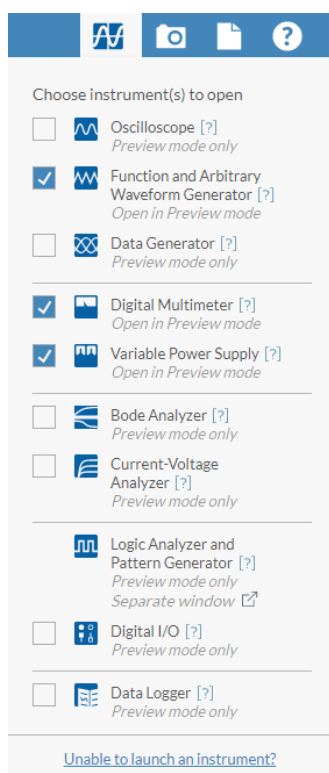 ?
Choose instrument(s) to open
Oscilloscope [?]
Preview mode only
Function and Arbitrary
Waveform Generator [?]
Open in Preview mode
Data Generator [?]
Preview mode only
Digital Multimeter [?]
Open in Preview mode
Variable Power Supply [?]
Open in Preview mode
Bode Analyzer [?]
Preview mode only
Current-Voltage
Analyzer [?]
Preview mode only
Logic Analyzer and
Pattern Generator [?]
Preview mode only
Separate window
Digital I/O [?]
Preview mode only
Data Logger [?]
Preview mode only
Unable to launch an instrument?